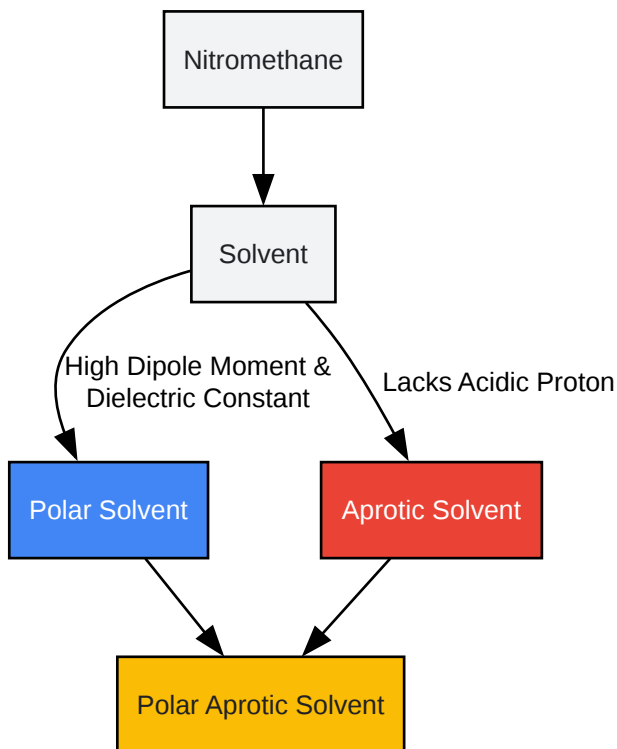 Nitromethane
Solvent
High Dipole Moment &
Dielectric Constant
Lacks Acidic Proton
Polar Solvent
Aprotic Solvent
Polar Aprotic Solvent